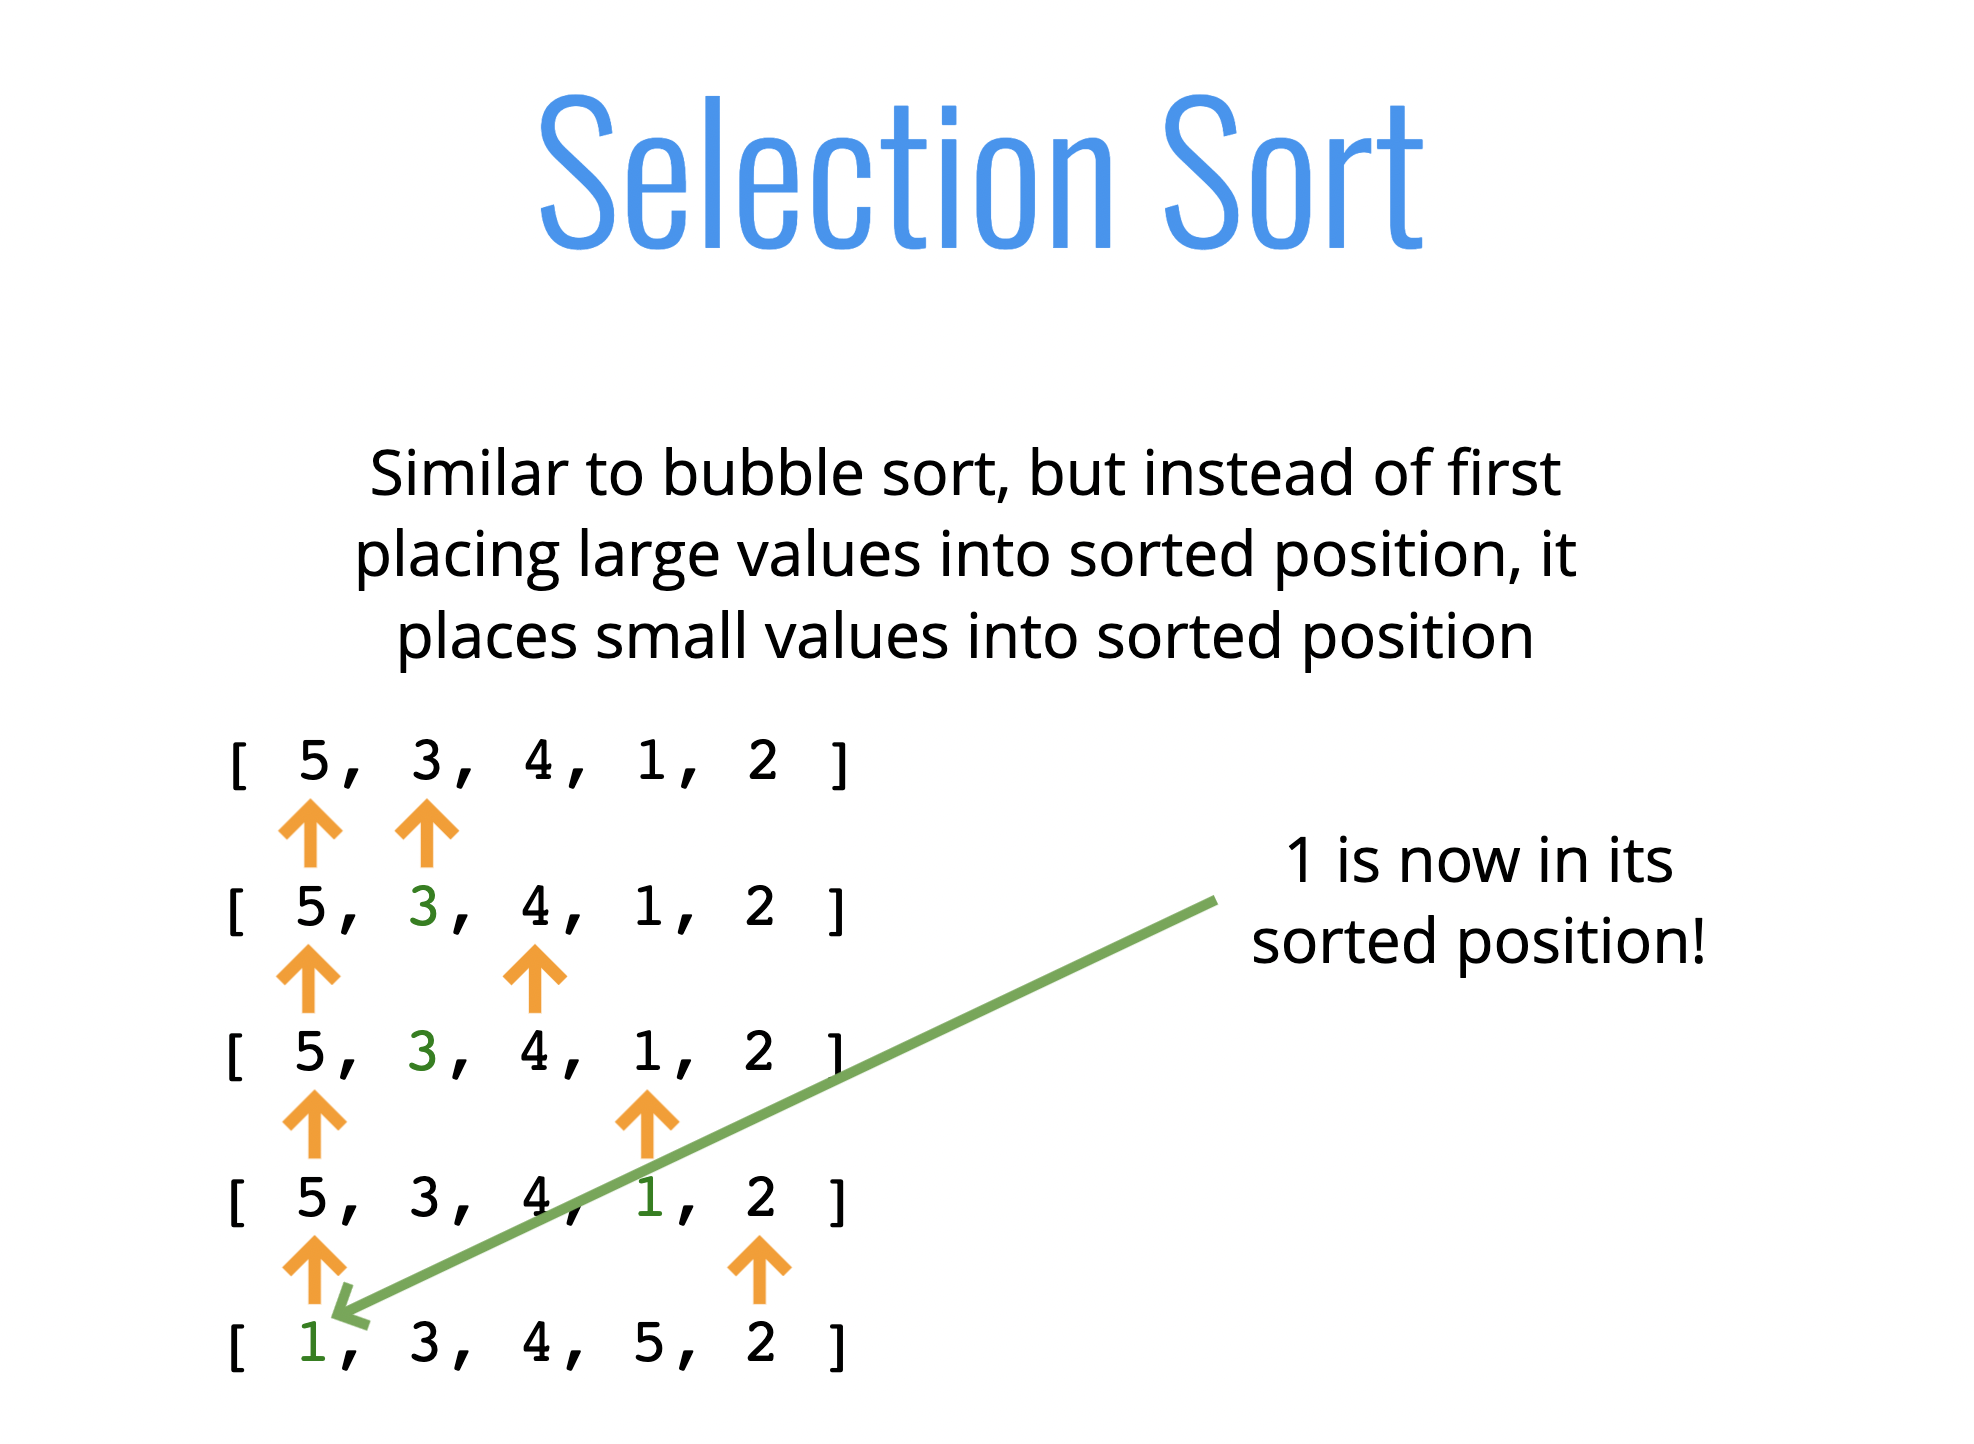 Selection Sort
Similar to bubble sort, but instead of first
placing large values into sorted position, it
places small values into sorted position
[ 5, 3, 4, 1, 2 ]
[ 5, 3, 4, 1, 2 ]
[ 5, 3, 4, 1, 2 ]
[ 5, 3, 4, 1, 2 ]
[ 1, 3, 4, 5, 2 ]
1 is now in its
sorted position!